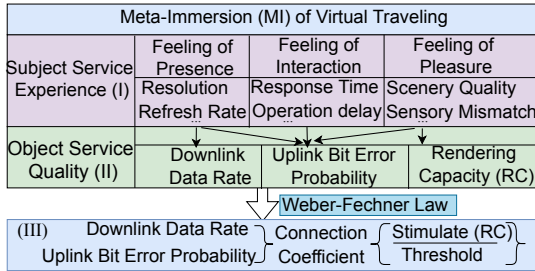 Meta-Immersion (MI) of Virtual Traveling
Subject Service
Experience (I)
Feeling of
Presence
Feeling of
Interaction
Feeling of
Pleasure
Resolution
Refresh Rate
...
Response Time
Operation delay
...
Scenery Quality
Sensory Mismatch
...
Object Service
Quality (II)
Downlink
Data Rate
Uplink Bit Error
Probability
Rendering
Capacity (RC)
Weber-Fechner Law
(III)
Downlink Data Rate
Uplink Bit Error Probability
Connection
Coefficient
Stimulate (RC)
Threshold